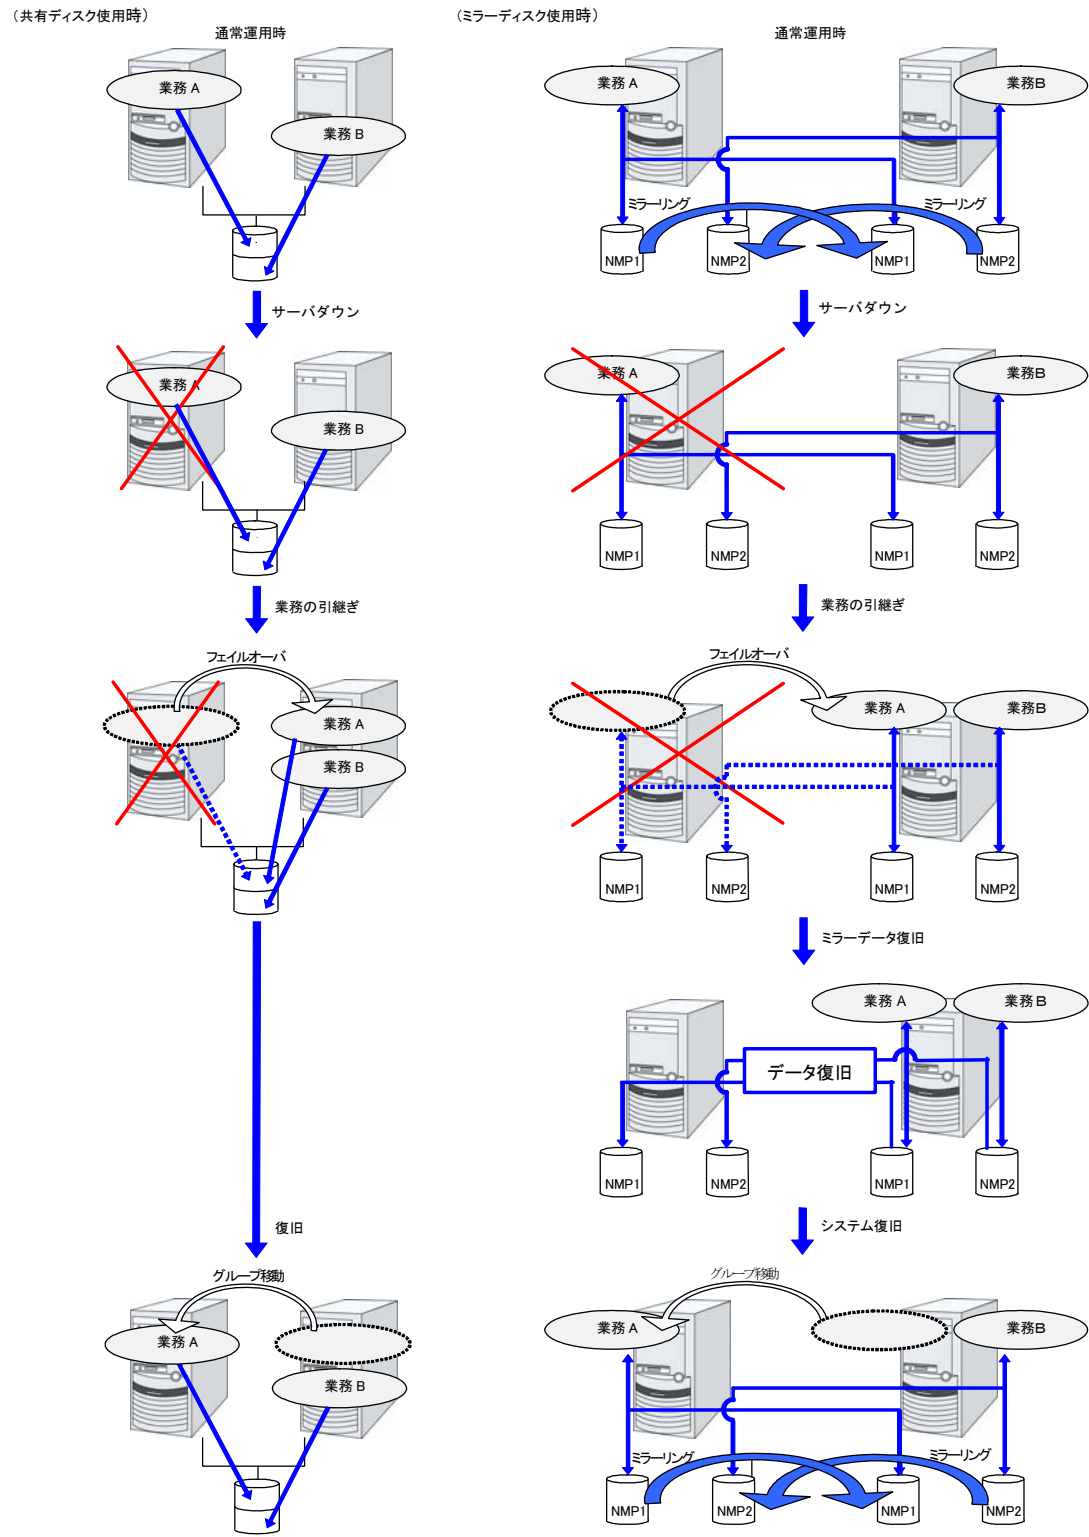 （共有ディスク使用時）
通常運用時
業務 A
業務 B
サーバダウン
業務 A
業務 B
業務の引継ぎ
フェイルオーバ
業務 A
業務 B
復旧
グループ移動
業務 A
業務 B
（ミラーディスク使用時）
通常運用時
業務 A
業務B
ミラーリング
ミラーリング
NMP1
NMP2
NMP1
NMP2
サーバダウン
業務 A
業務B
NMP1
NMP2
NMP1
NMP2
業務の引継ぎ
フェイルオーバ
業務 A
業務B
NMP1
NMP2
NMP1
NMP2
ミラーデータ復旧
業務 A
業務 B
データ復旧
NMP1
NMP2
NMP1
NMP2
システム復旧
グループ移動
業務 A
業務B
ミラーリング
ミラーリング
NMP1
NMP2
NMP1
NMP2